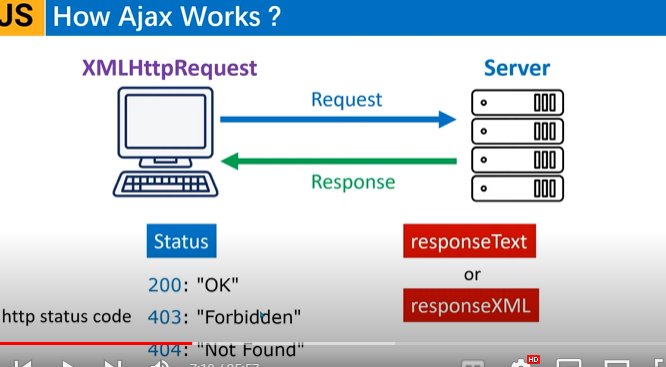 JS How Ajax Works ?
XMLHttpRequest
Server
Request
Response
Status
responseText
200: "OK"
or
http status code 403: "Forbidden"
responseXML
404: "Not Found"
HD